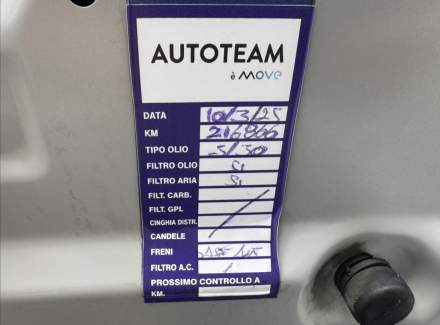 AUTOTEAM
è MOVE
DATA 10/3/25
KM
TIPO OLIO 5/30
FILTRO OLIO SI
FILTRO ARIA SI
FILT. CARB. /
FILT. GPL /
CINGHIA DISTR. /
CANDELE /
FRENI
FILTRO A.C. /
PROSSIMO CONTROLLO A
KM.